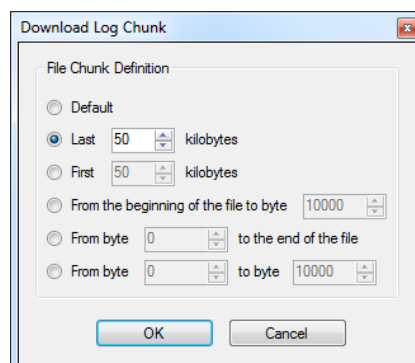 Download Log Chunk
File Chunk Definition
Default
Last 50 kilobytes
First 50 kilobytes
From the beginning of the file to byte 10000
From byte 0 to the end of the file
From byte 0 to byte 10000
OK Cancel